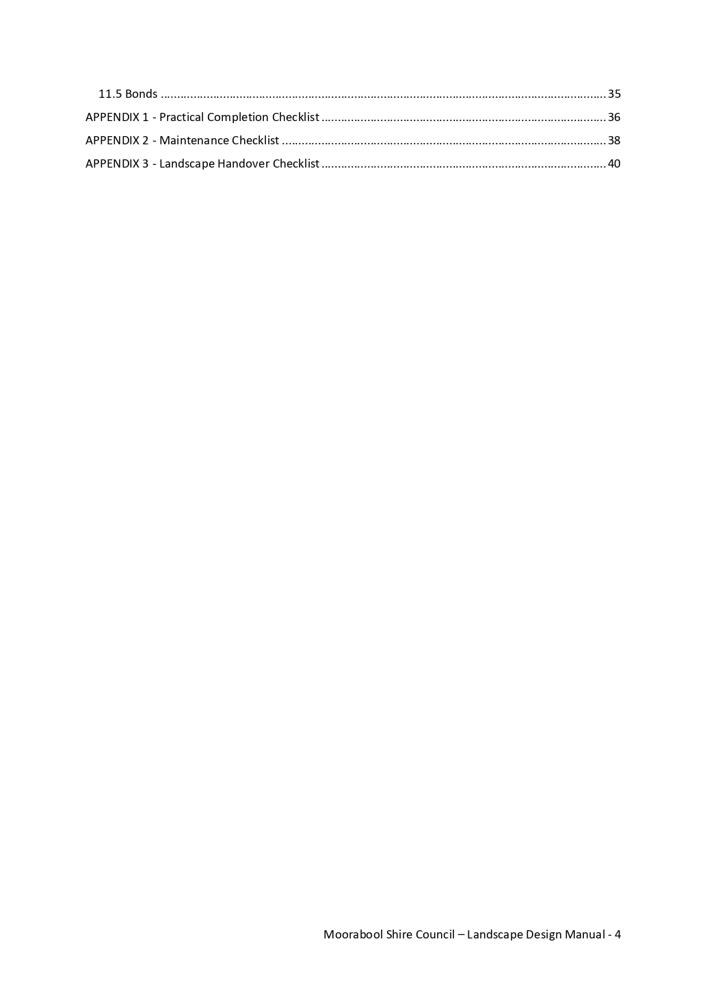 11.5 Bonds ........................................................................................................................................ 35
APPENDIX 1 - Practical Completion Checklist ....................................................................................... 36
APPENDIX 2 - Maintenance Checklist ................................................................................................... 38
APPENDIX 3 - Landscape Handover Checklist ....................................................................................... 40
Moorabool Shire Council – Landscape Design Manual - 4